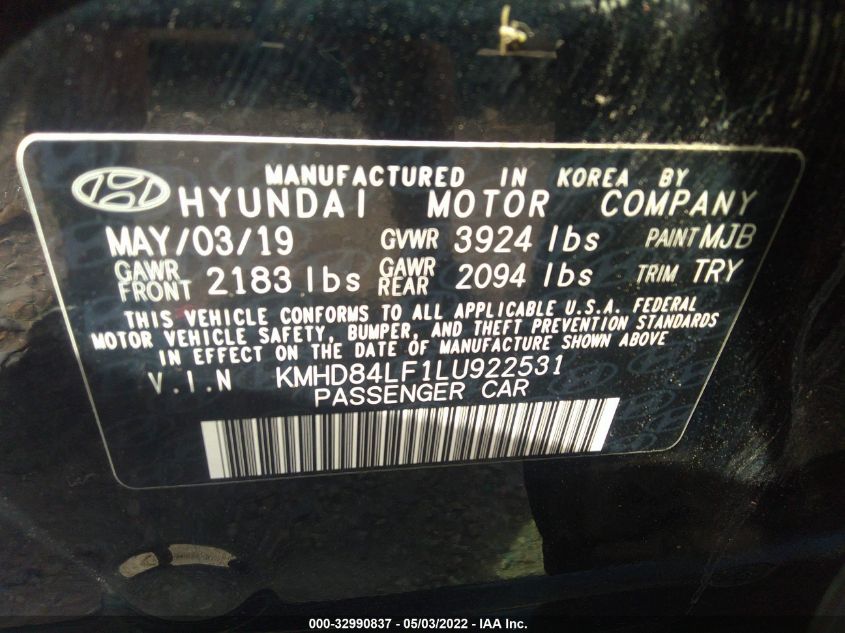 MANUFACTURED IN KOREA BY
HYUNDAI MOTOR COMPANY
MAY/03/19 GVWR 3924 lbs PAINT MJB
GAWR FRONT 2183 lbs GAWR REAR 2094 lbs TRIM TRY
THIS VEHICLE CONFORMS TO ALL APPLICABLE U.S.A. FEDERAL
MOTOR VEHICLE SAFETY, BUMPER, AND THEFT PREVENTION STANDARDS
IN EFFECT ON THE DATE OF MANUFACTURE SHOWN ABOVE
V.I.N KMHD84LF1LU922531
PASSENGER CAR
000-32990837 - 05/03/2022 - IAA Inc.